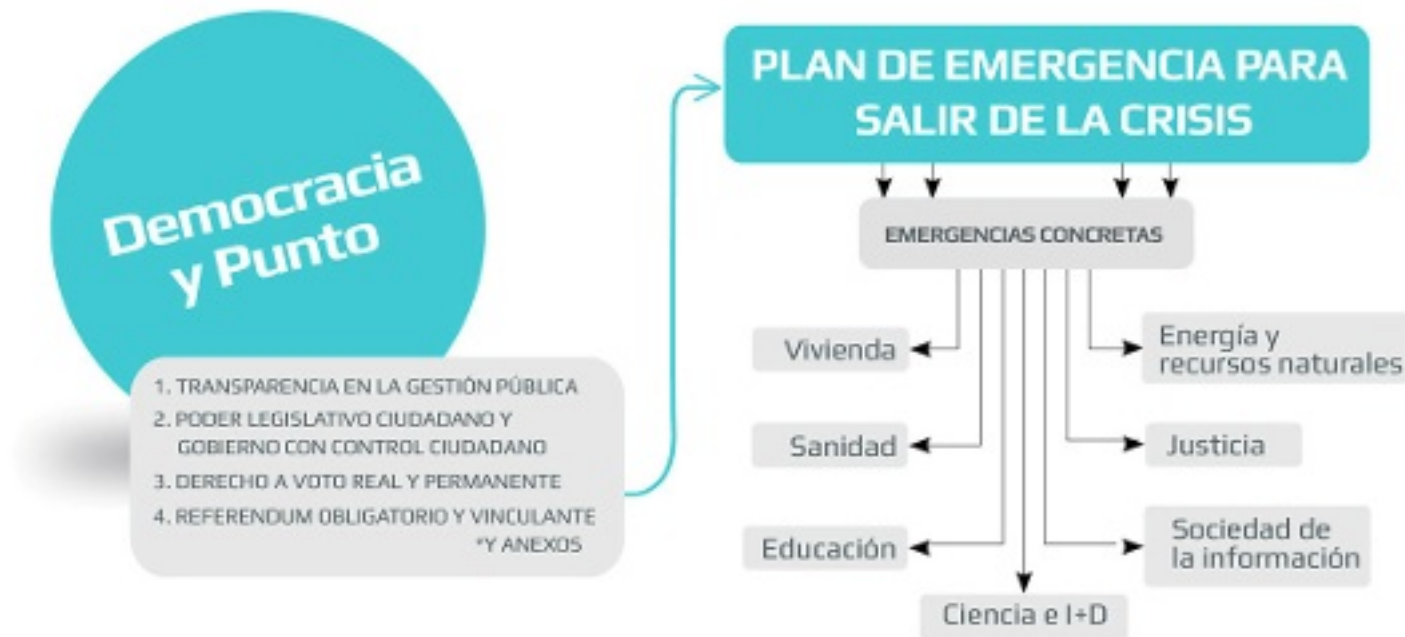 Democracia
y Punto
1. TRANSPARENCIA EN LA GESTIÓN PÚBLICA
2. PODER LEGISLATIVO CIUDADANO Y
GOBIERNO CON CONTROL CIUDADANO
3. DERECHO A VOTO REAL Y PERMANENTE
4. REFERENDUM OBLIGATORIO Y VINCULANTE
*Y ANEXOS
PLAN DE EMERGENCIA PARA
SALIR DE LA CRISIS
EMERGENCIAS CONCRETAS
Vivienda
Sanidad
Educación
Ciencia e I+D
Energía y
recursos naturales
Justicia
Sociedad de
la información